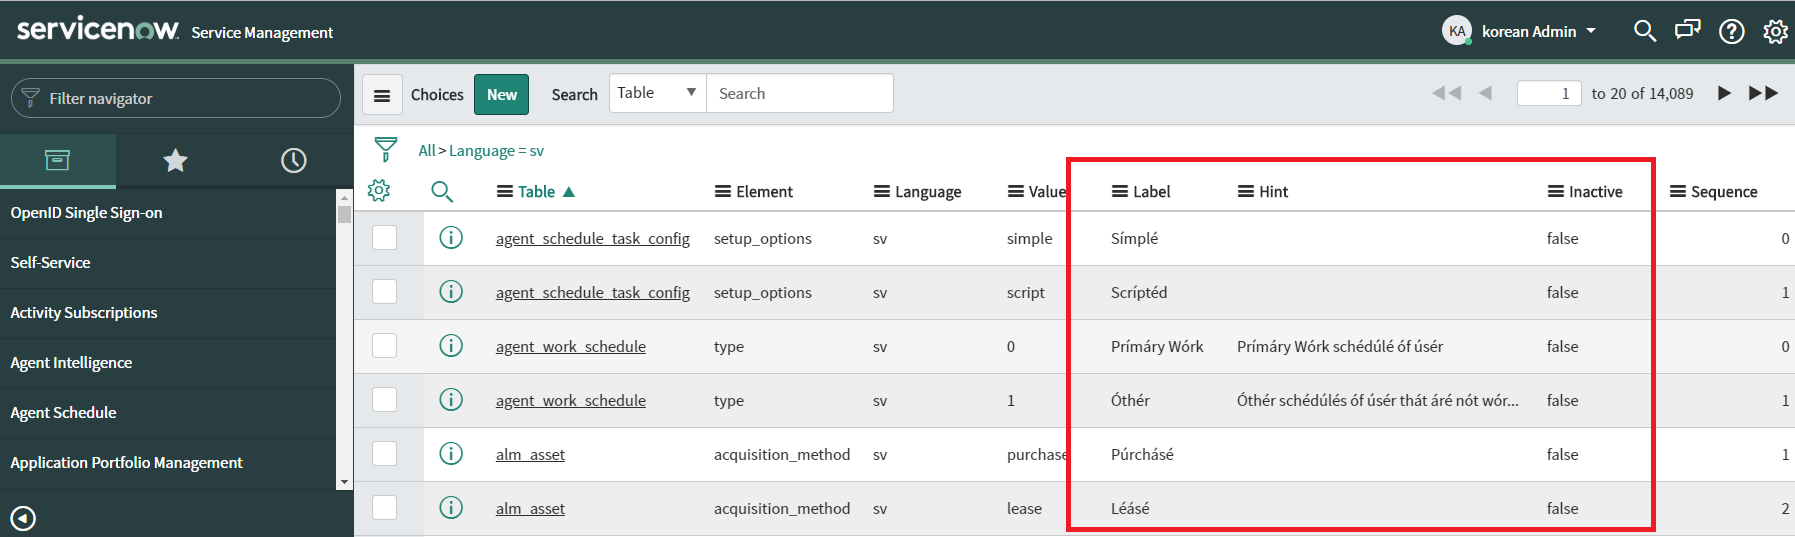 servicenow Service Management
KA korean Admin
Filter navigator
OpenID Single Sign-on
Self-Service
Activity Subscriptions
Agent Intelligence
Agent Schedule
Application Portfolio Management
Choices New Search Table Search 1 to 20 of 14,089
All > Language = sv
Table Element Language Value Label Hint Inactive Sequence
agent_schedule_task_config setup_options sv simple Símplé false 0
agent_schedule_task_config setup_options sv script Scríptéd false 1
agent_work_schedule type sv 0 Prímáry Wórk Prímáry Wórk schédúlé óf úsér false 0
agent_work_schedule type sv 1 Óthér Óthér schédúlés óf úsér thát áré nót wór... false 1
alm_asset acquisition_method sv purchase Púrchásé false 1
alm_asset acquisition_method sv lease Léásé false 2